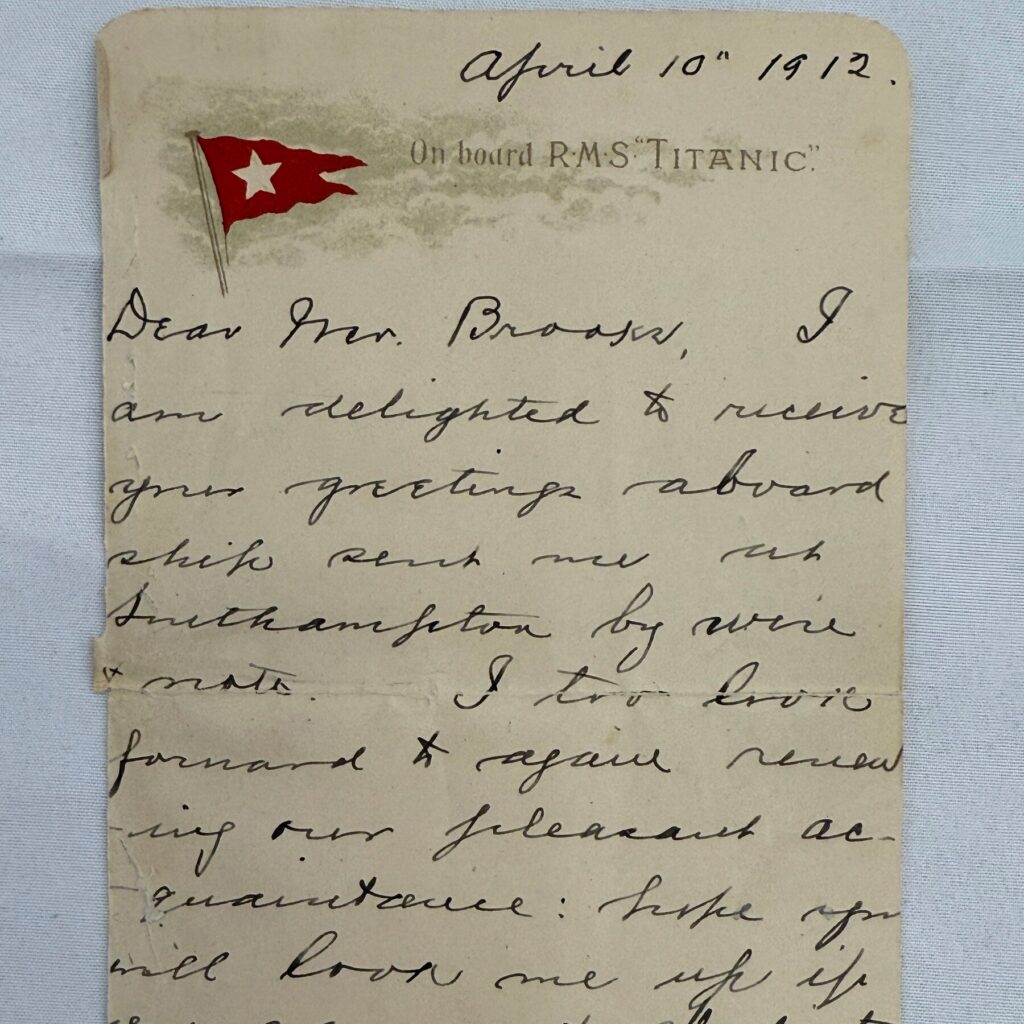 April 10" 1912.
On board R·M·S "TITANIC".
Dear Mr. Brooks, I
am delighted to receive
your greetings aboard
ship sent me at
Southampton by wire
& note. I too look
forward to again renew
-ing our pleasant ac-
quaintance: hope you
will look me up if